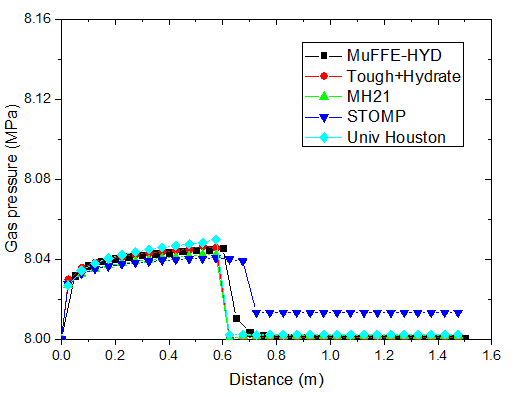 8.16
8.12
8.08
8.04
8.00
Gas pressure (MPa)
MuFFE-HYD
Tough+Hydrate
MH21
STOMP
Univ Houston
0.0 0.2 0.4 0.6 0.8 1.0 1.2 1.4 1.6
Distance (m)